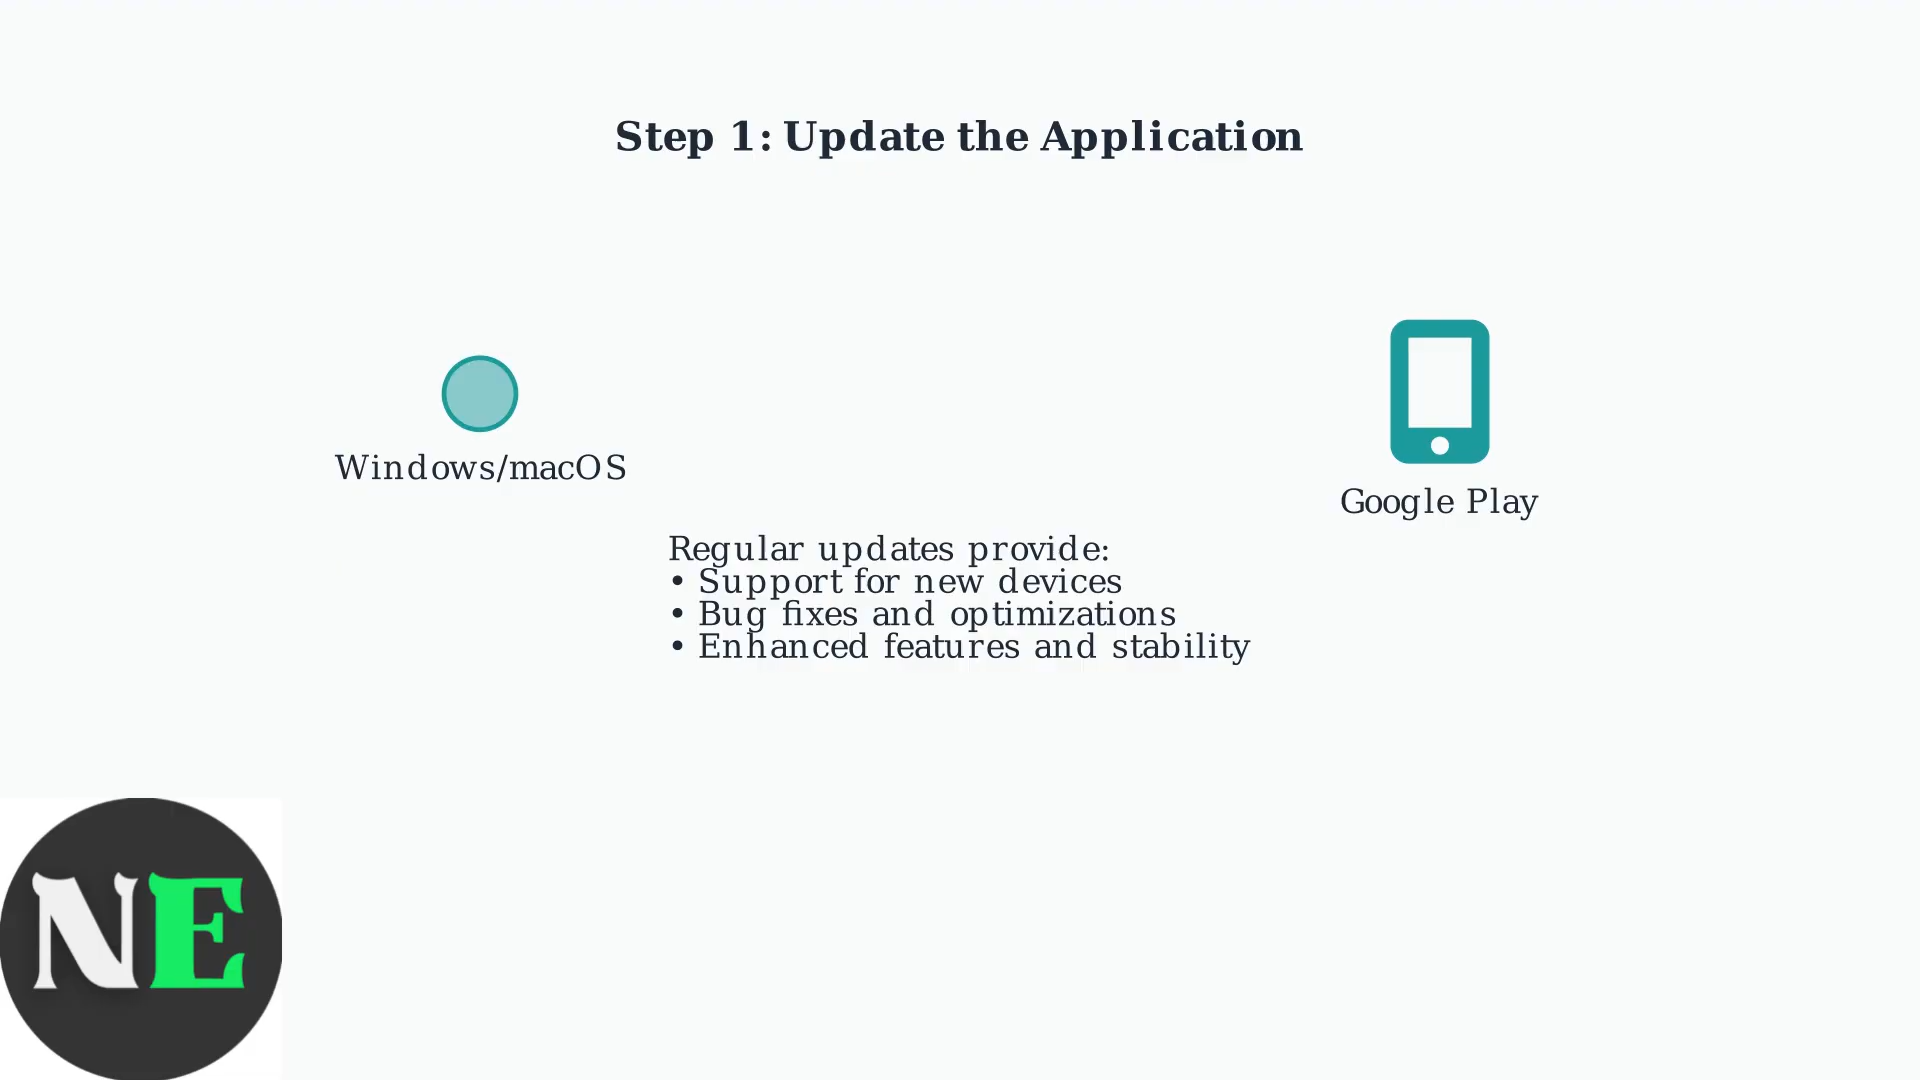 Step 1: Update the Application
Windows/macOS
Google Play
Regular updates provide:
• Support for new devices
• Bug fixes and optimizations
• Enhanced features and stability
NE